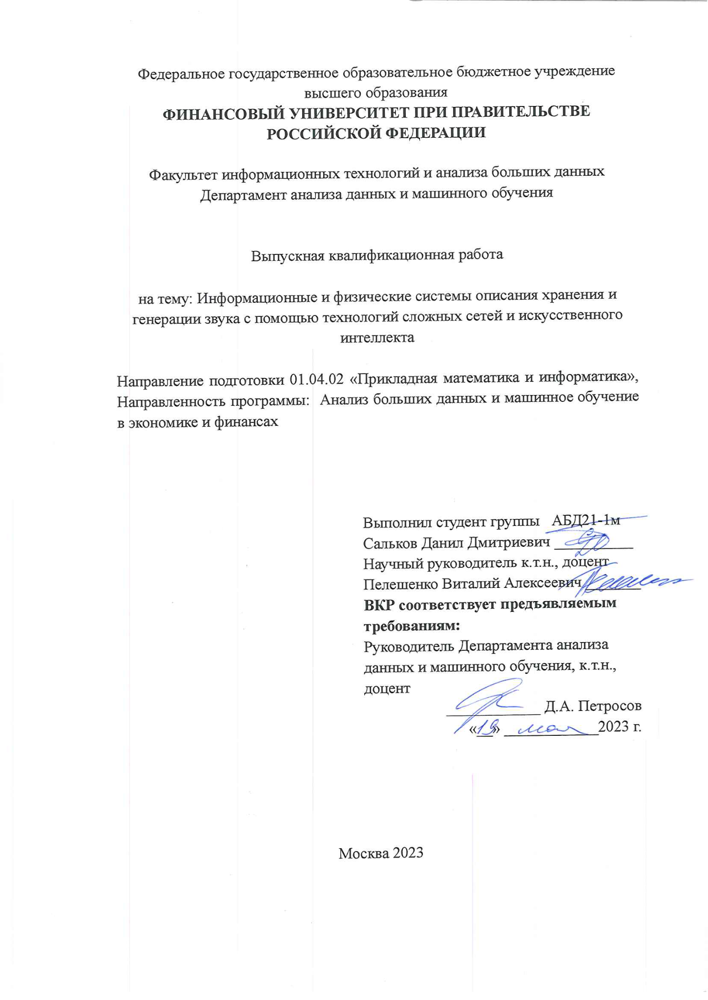 Федеральное государственное образовательное бюджетное учреждение
высшего образования
ФИНАНСОВЫЙ УНИВЕРСИТЕТ ПРИ ПРАВИТЕЛЬСТВЕ
РОССИЙСКОЙ ФЕДЕРАЦИИ
Факультет информационных технологий и анализа больших данных
Департамент анализа данных и машинного обучения
Выпускная квалификационная работа
на тему: Информационные и физические системы описания хранения и
генерации звука с помощью технологий сложных сетей и искусственного
интеллекта
Направление подготовки 01.04.02 «Прикладная математика и информатика»,
Направленность программы: Анализ больших данных и машинное обучение
в экономике и финансах
Выполнил студент группы АБД21-1м
Сальков Данил Дмитриевич
Научный руководитель к.т.н., доцент
Пелешенко Виталий Алексеевич
ВКР соответствует предъявляемым
требованиям:
Руководитель Департамента анализа
данных и машинного обучения, к.т.н.,
доцент
Д.А. Петросов
«19» мая 2023 г.
Москва 2023